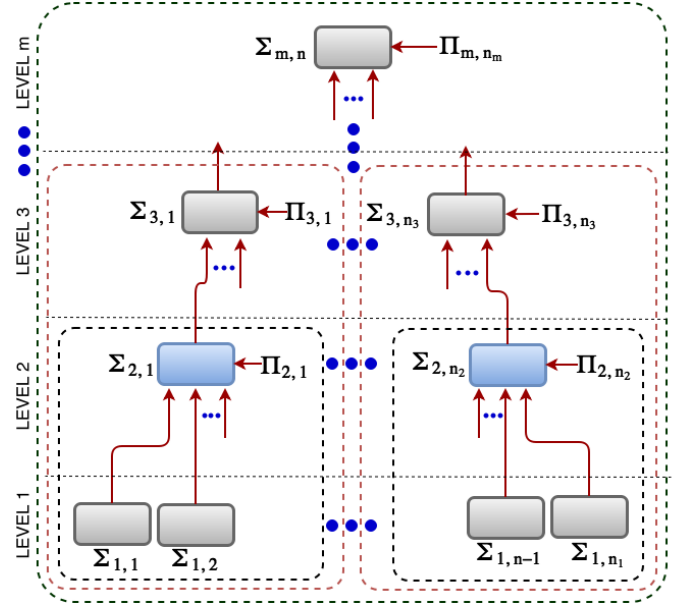 LEVEL m
Σm, n
Πm, nm
LEVEL 3
Σ3, 1
Π3, 1
Σ3, n3
Π3, n3
LEVEL 2
Σ2, 1
Π2, 1
Σ2, n2
Π2, n2
LEVEL 1
Σ1, 1
Σ1, 2
Σ1, n-1
Σ1, n1